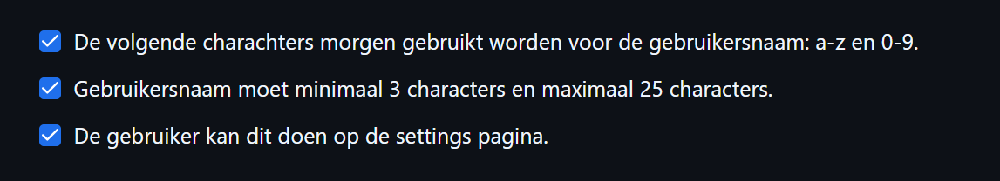 De volgende charachters morgen gebruikt worden voor de gebruikersnaam: a-z en 0-9.
Gebruikersnaam moet minimaal 3 characters en maximaal 25 characters.
De gebruiker kan dit doen op de settings pagina.